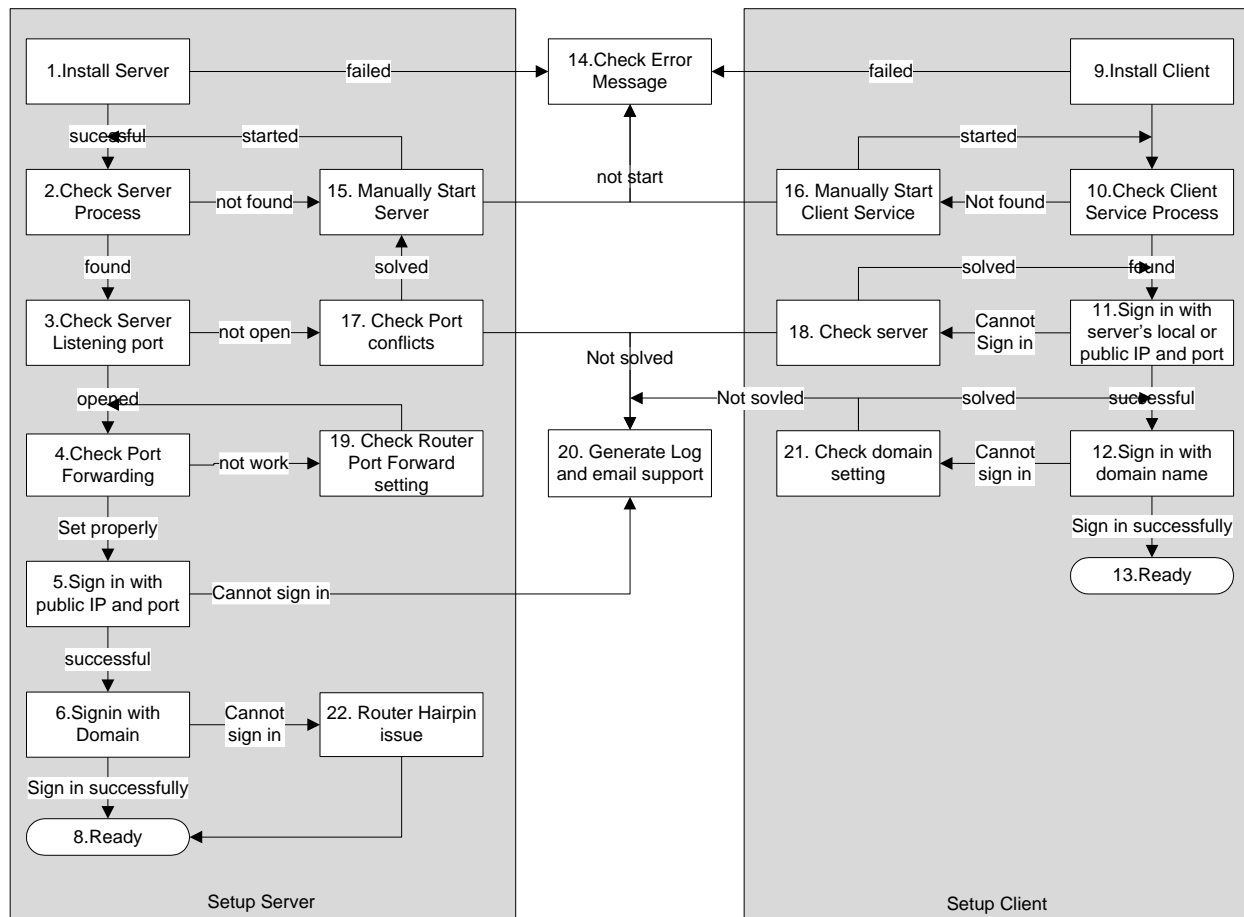 1.Install Server
failed
14.Check Error
Message
failed
9.Install Client
sucessful
started
started
2.Check Server
Process
not found
15. Manually Start
Server
not start
16. Manually Start
Client Service
Not found
10.Check Client
Service Process
found
solved
solved
found
3.Check Server
Listening port
not open
17. Check Port
conflicts
Not solved
18. Check server
Cannot
Sign in
11.Sign in with
server's local or
public IP and port
opened
Not sovled
solved
successful
4.Check Port
Forwarding
not work
19. Check Router
Port Forward
setting
20. Generate Log
and email support
21. Check domain
setting
Cannot
sign in
12.Sign in with
domain name
Set properly
Sign in successfully
5.Sign in with
public IP and port
Cannot sign in
13.Ready
successful
6.Signin with
Domain
Cannot
sign in
22. Router Hairpin
issue
Sign in successfully
8.Ready
Setup Server
Setup Client